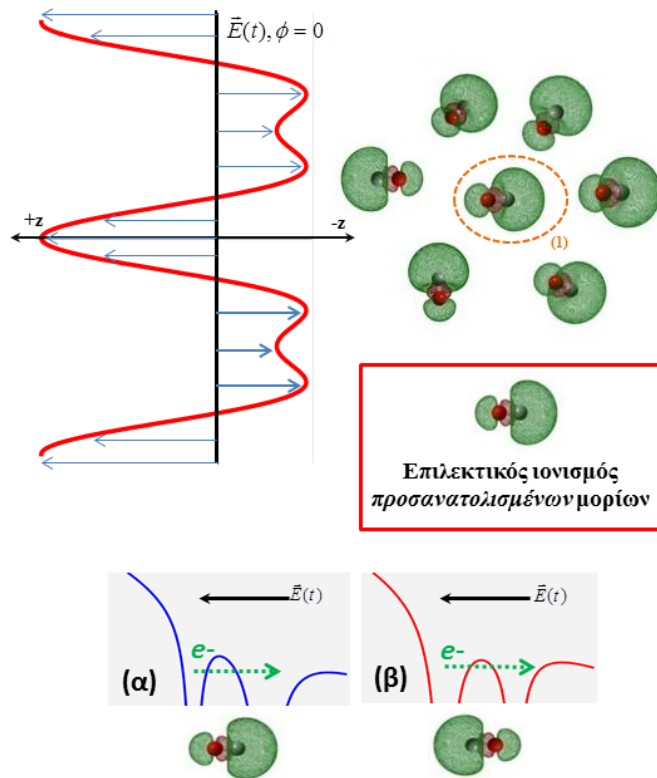 E⃗(t), ϕ = 0
+z
-z
(1)
Επιλεκτικός ιονισμός
προσανατολισμένων μορίων
E⃗(t)
e-
(α)
E⃗(t)
e-
(β)